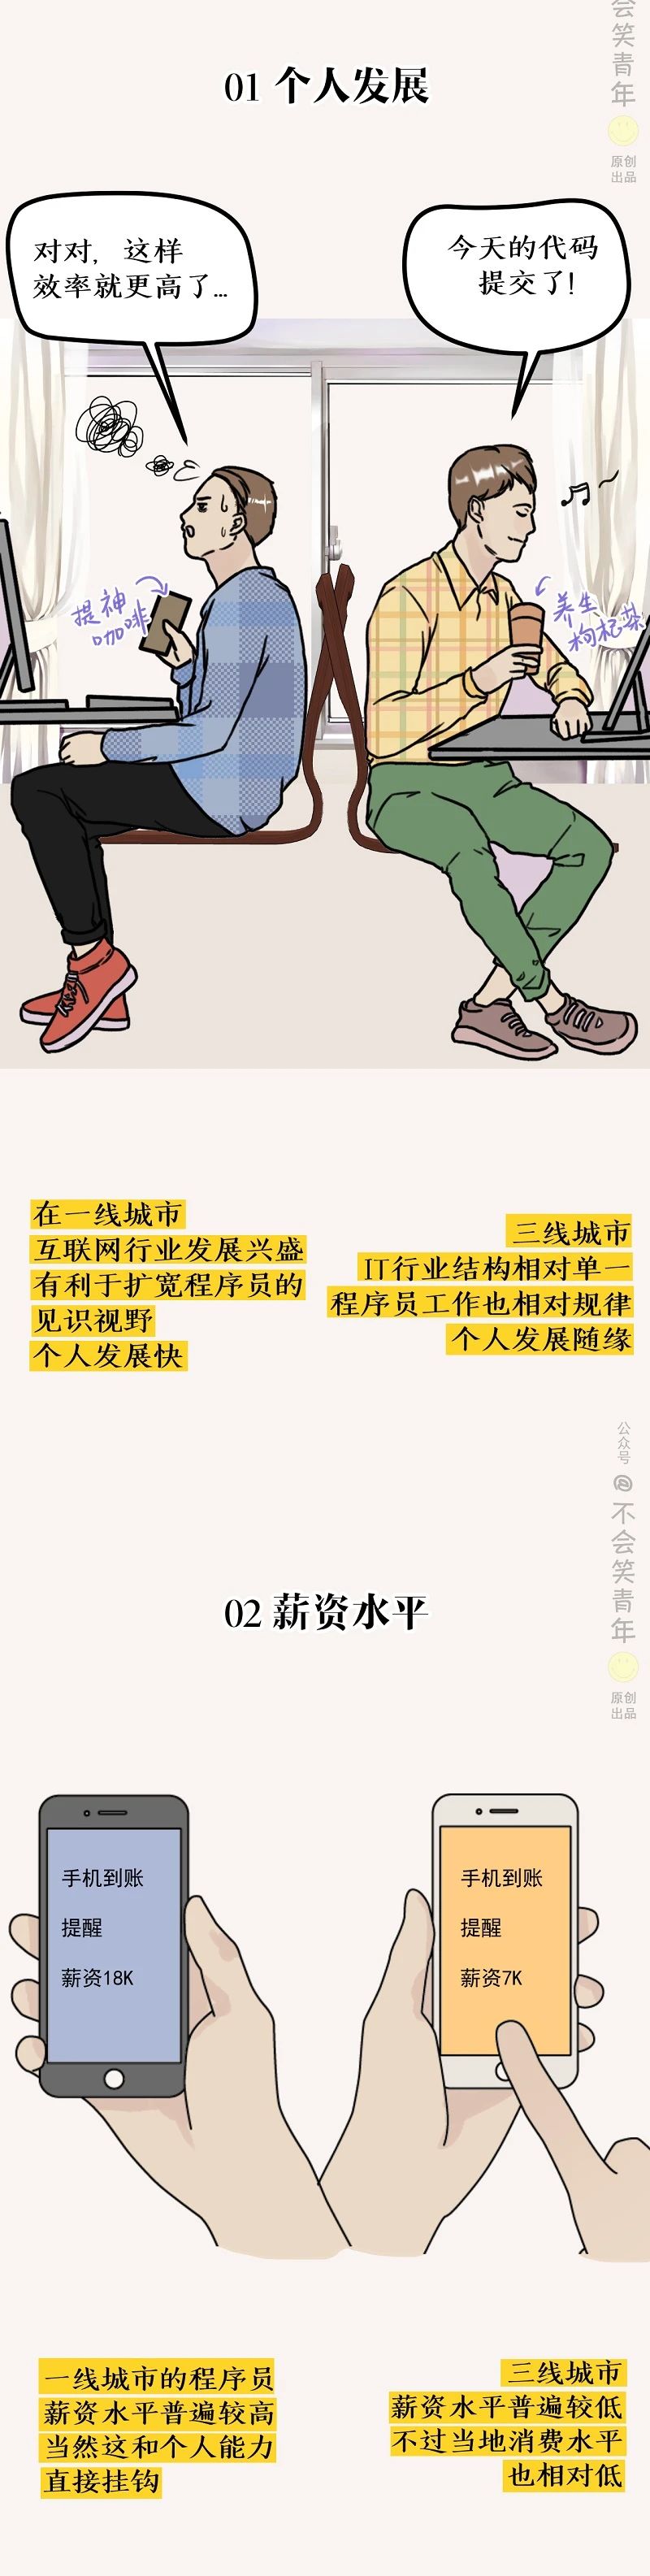 会笑青年
原创
出品
01 个人发展
对对，这样
效率就更高了...
今天的代码
提交了!
提神
咖啡
养生
枸杞茶
在一线城市
互联网行业发展兴盛
有利于扩宽程序员的
见识视野
个人发展快
三线城市
IT行业结构相对单一
程序员工作也相对规律
个人发展随缘
公众号@不会笑青年
原创
出品
02 薪资水平
手机到账
提醒
薪资18K
手机到账
提醒
薪资7K
一线城市的程序员
薪资水平普遍较高
当然这和个人能力
直接挂钩
三线城市
薪资水平普遍较低
不过当地消费水平
也相对低